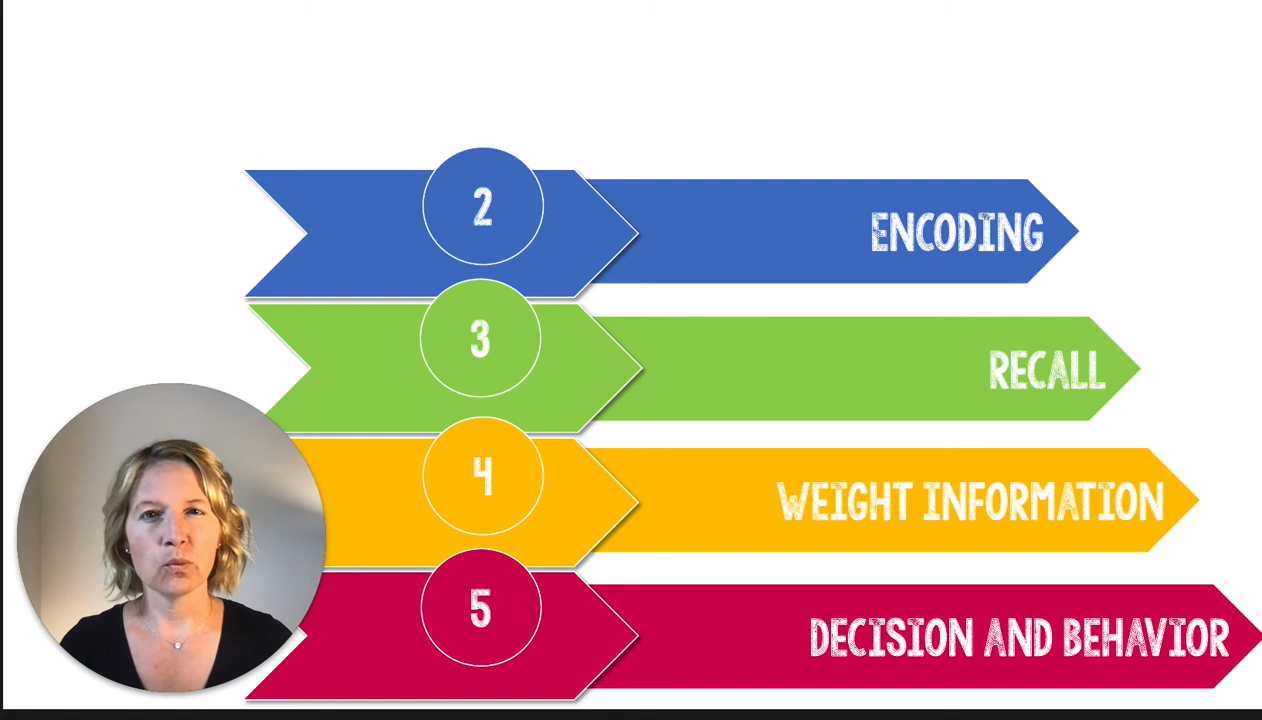 2
ENCODING
3
RECALL
4
WEIGHT INFORMATION
5
DECISION AND BEHAVIOR